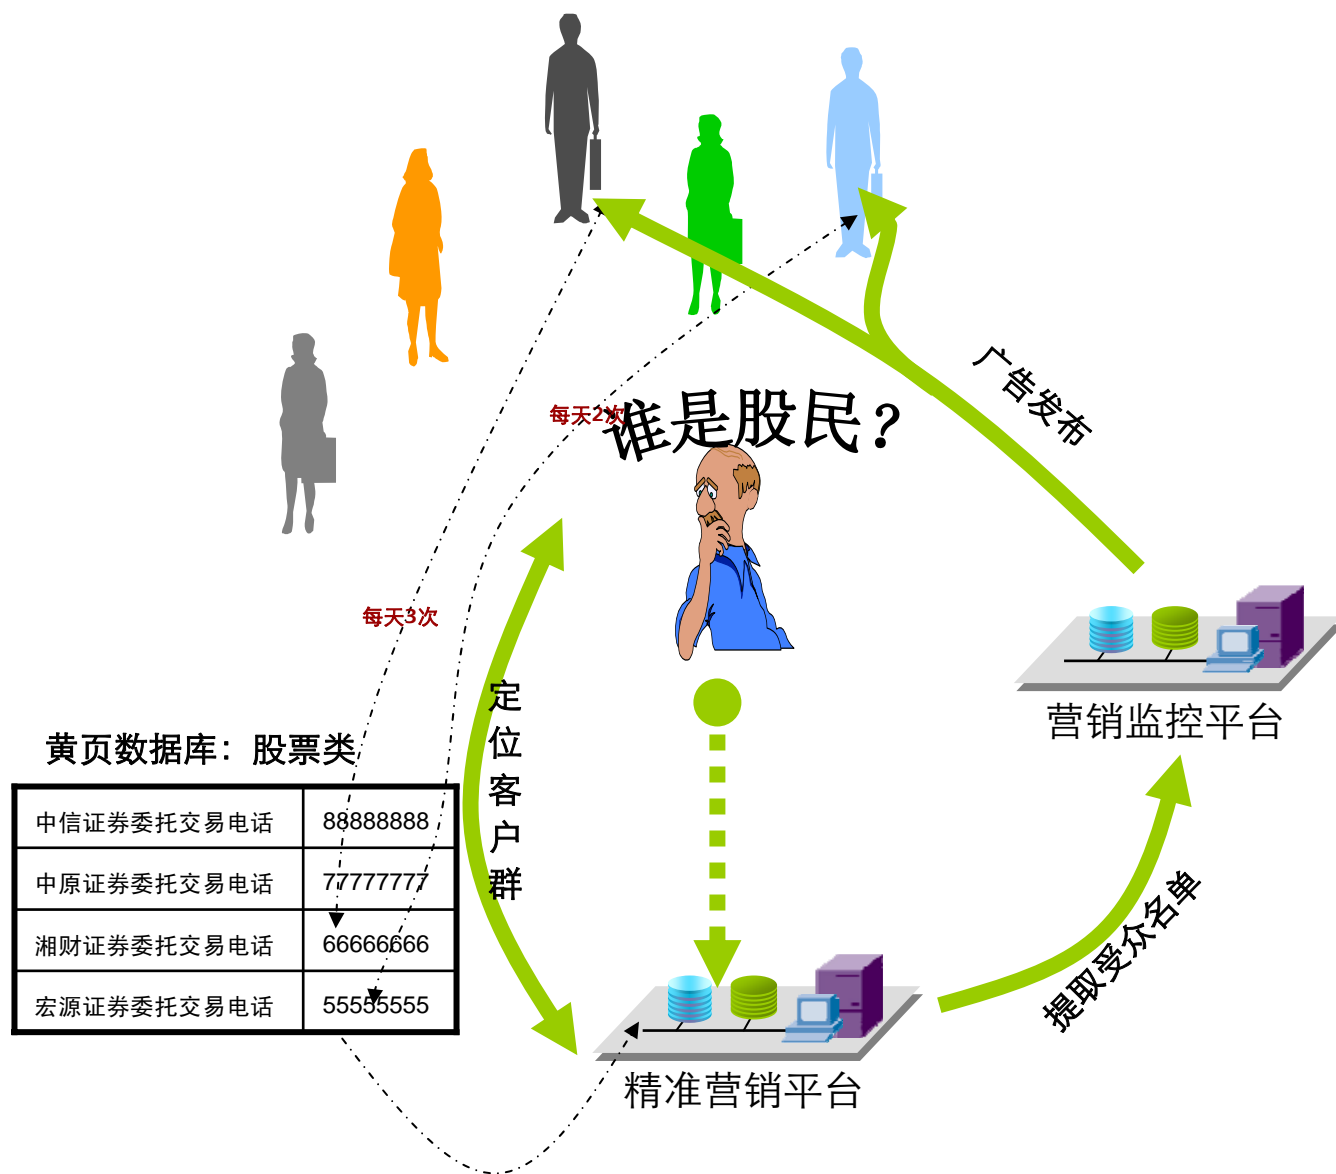 广告发布
谁是股民？
每天2次
每天3次
定位客户群
营销监控平台
黄页数据库：股票类
中信证券委托交易电话 88888888
中原证券委托交易电话 77777777
湘财证券委托交易电话 66666666
宏源证券委托交易电话 55555555
提取受众名单
精准营销平台